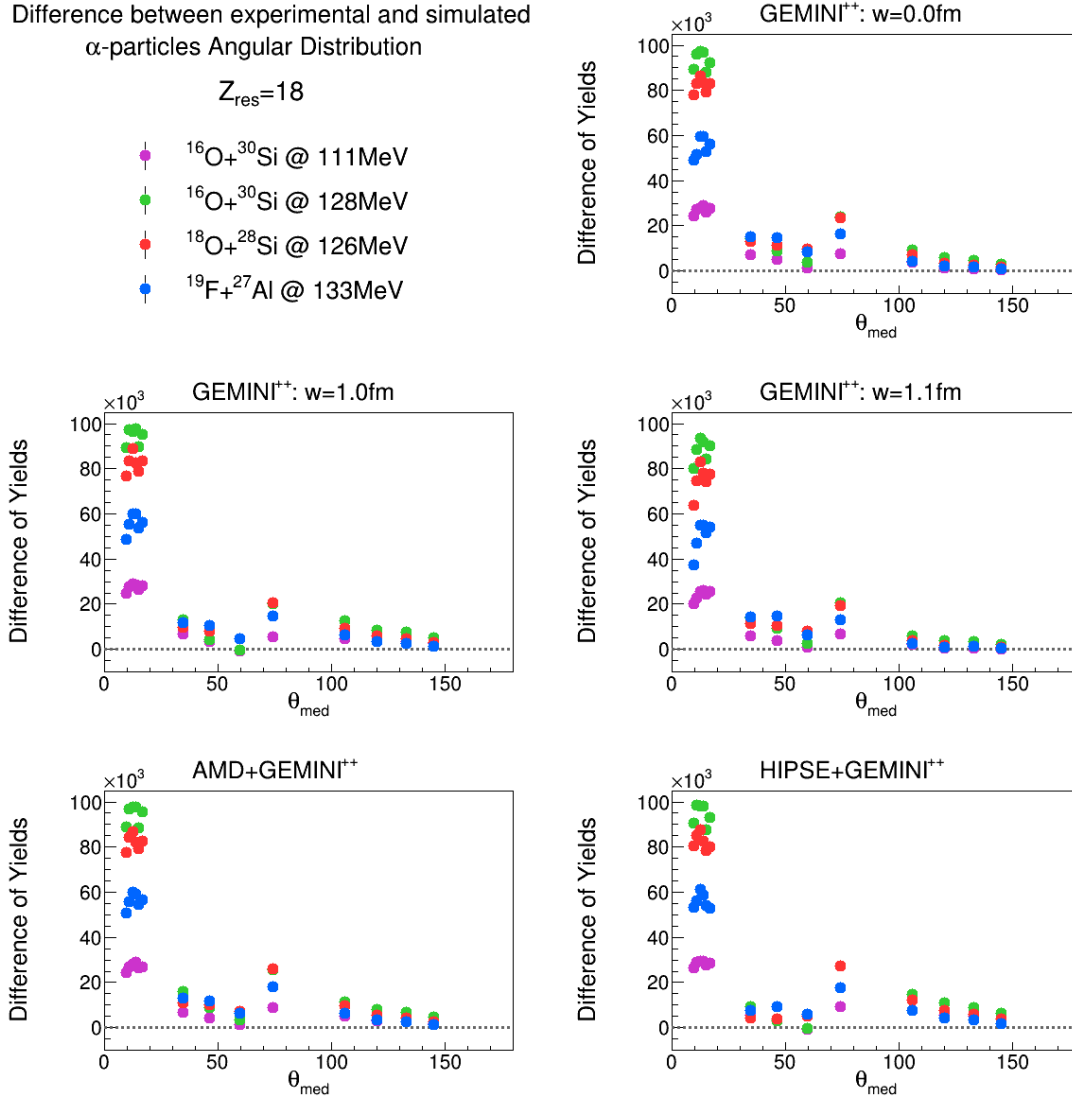 Difference between experimental and simulated
α-particles Angular Distribution
Z_res=18
¹⁶O+³⁰Si @ 111MeV
¹⁶O+³⁰Si @ 128MeV
¹⁸O+²⁸Si @ 126MeV
¹⁹F+²⁷Al @ 133MeV
GEMINI⁺⁺: w=0.0fm
×10³
Difference of Yields
100
80
60
40
20
0
0 50 100 150
θ_med
GEMINI⁺⁺: w=1.0fm
×10³
Difference of Yields
100
80
60
40
20
0
0 50 100 150
θ_med
GEMINI⁺⁺: w=1.1fm
×10³
Difference of Yields
100
80
60
40
20
0
0 50 100 150
θ_med
AMD+GEMINI⁺⁺
×10³
Difference of Yields
100
80
60
40
20
0
0 50 100 150
θ_med
HIPSE+GEMINI⁺⁺
×10³
Difference of Yields
100
80
60
40
20
0
0 50 100 150
θ_med